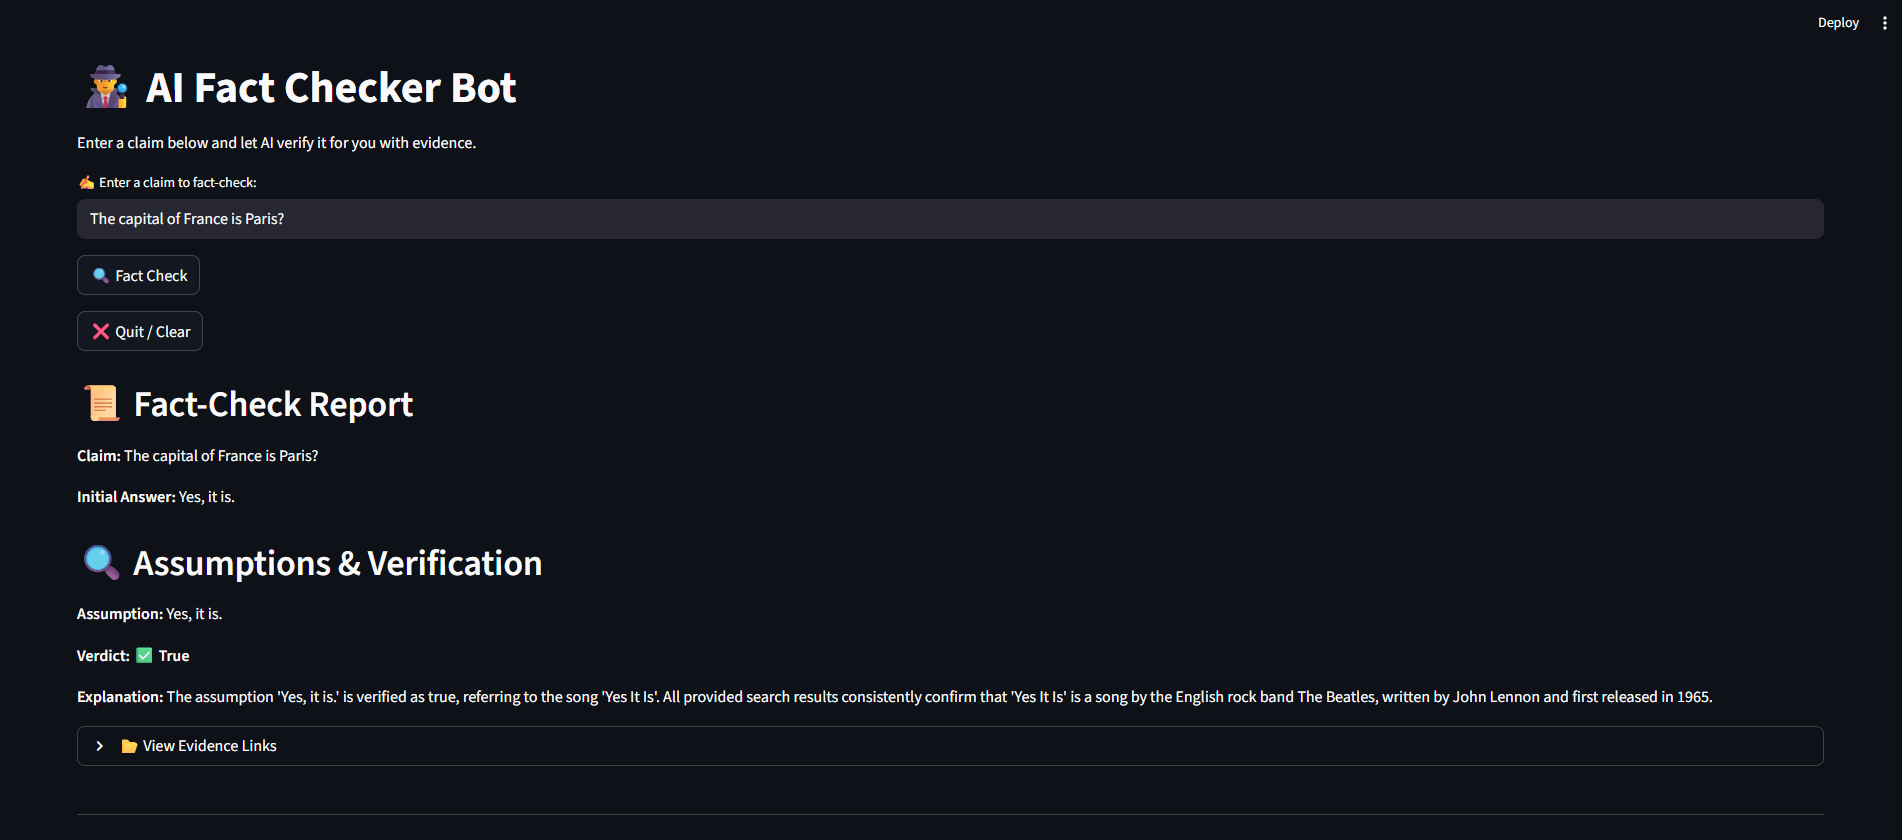 Deploy
AI Fact Checker Bot
Enter a claim below and let AI verify it for you with evidence.
Enter a claim to fact-check:
The capital of France is Paris?
Fact Check
Quit / Clear
Fact-Check Report
Claim: The capital of France is Paris?
Initial Answer: Yes, it is.
Assumptions & Verification
Assumption: Yes, it is.
Verdict: ✅ True
Explanation: The assumption 'Yes, it is.' is verified as true, referring to the song 'Yes It Is'. All provided search results consistently confirm that 'Yes It Is' is a song by the English rock band The Beatles, written by John Lennon and first released in 1965.
View Evidence Links